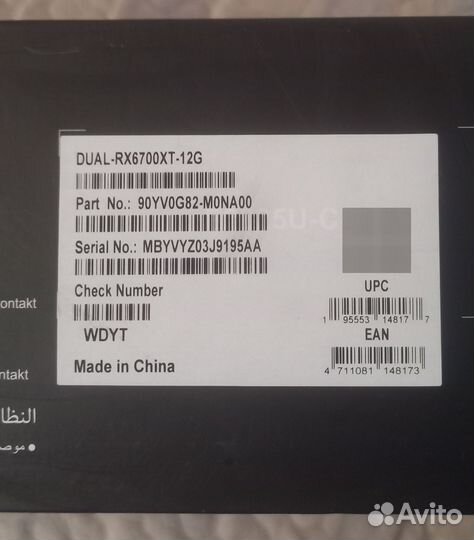 DUAL-RX6700XT-12G
Part No.: 90YV0G82-M0NA00
Serial No.: MBYVYZ03J9195AA
Check Number
WDYT
Made in China
UPC
1 95553 14817 7
EAN
4 711081 148173
ontakt
ntakt
النظا
Avito